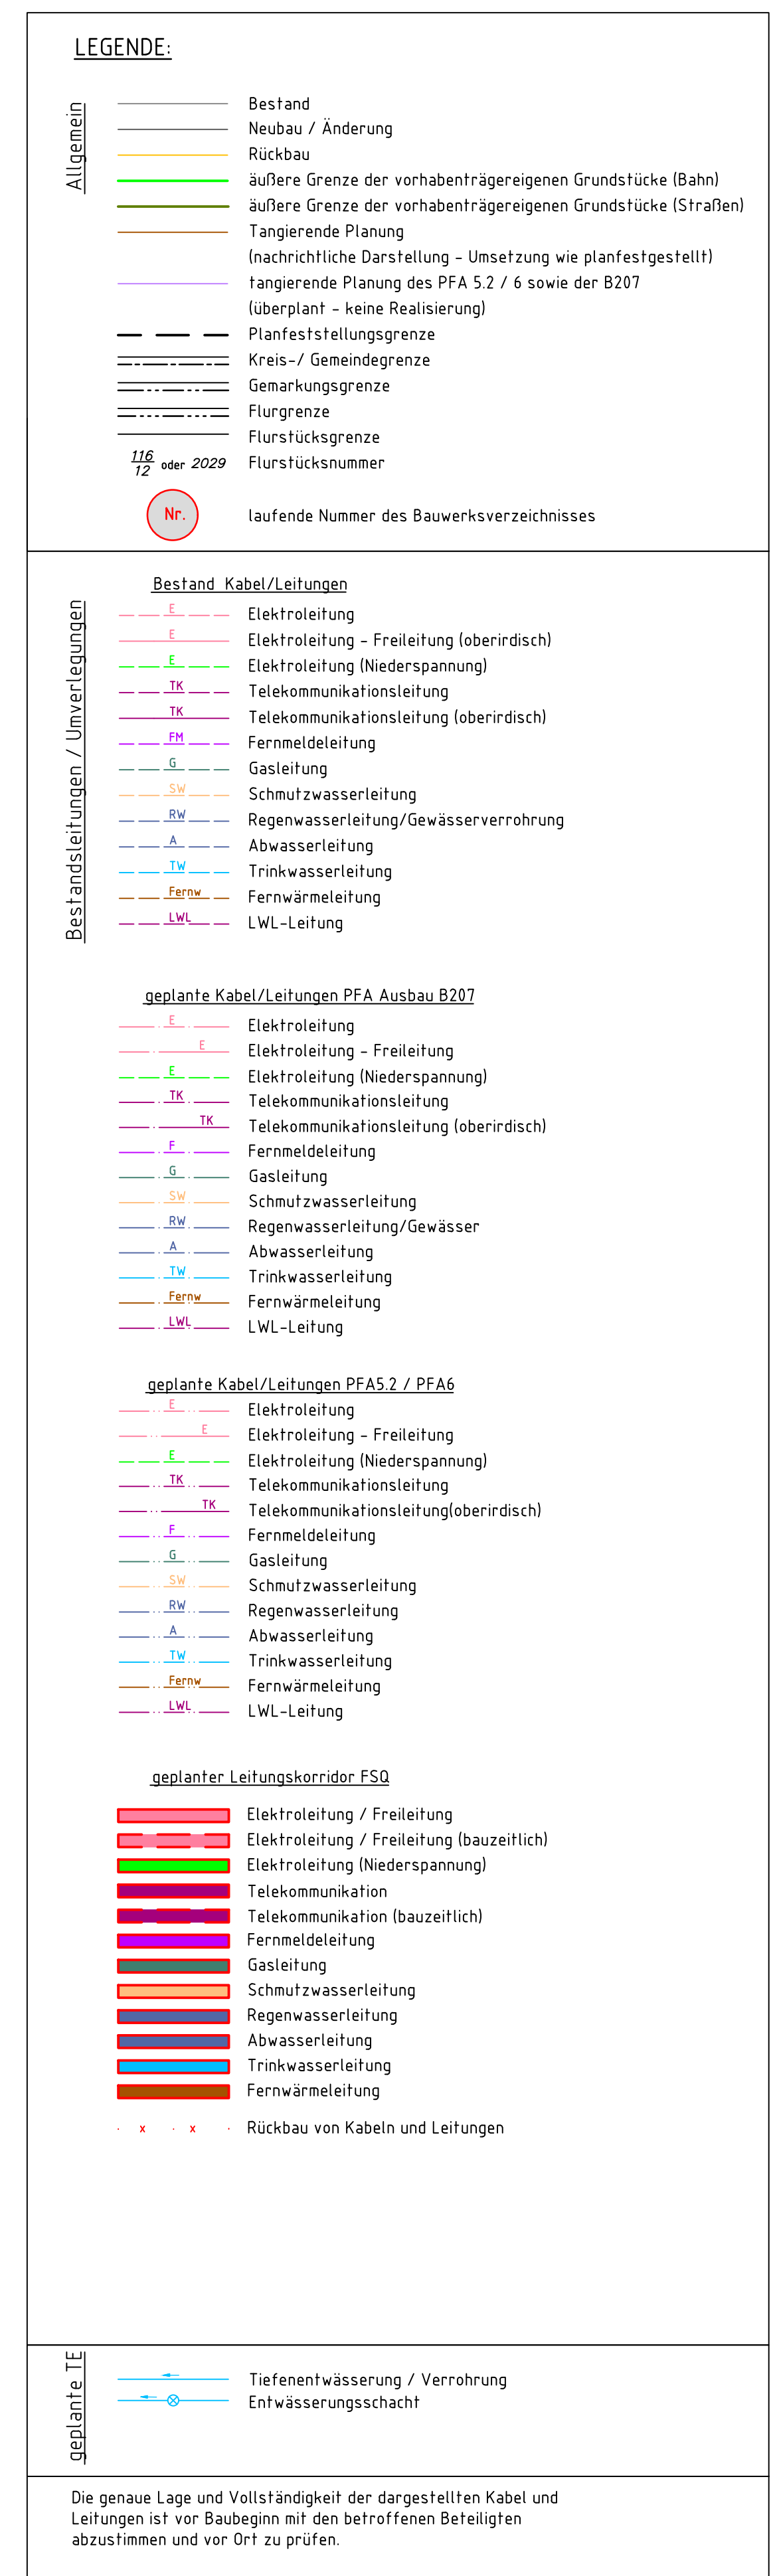 LEGENDE:
Allgemein
Bestand
Neubau / Änderung
Rückbau
äußere Grenze der vorhabenträgereigenen Grundstücke (Bahn)
äußere Grenze der vorhabenträgereigenen Grundstücke (Straßen)
Tangierende Planung
(nachrichtliche Darstellung - Umsetzung wie planfestgestellt)
tangierende Planung des PFA 5.2 / 6 sowie der B207
(überplant - keine Realisierung)
Planfeststellungsgrenze
Kreis-/ Gemeindegrenze
Gemarkungsgrenze
Flurgrenze
Flurstücksgrenze
116
12 oder 2029 Flurstücksnummer
Nr. laufende Nummer des Bauwerksverzeichnisses
Bestandsleitungen / Umverlegungen
Bestand Kabel/Leitungen
E Elektroleitung
E Elektroleitung - Freileitung (oberirdisch)
E Elektroleitung (Niederspannung)
TK Telekommunikationsleitung
TK Telekommunikationsleitung (oberirdisch)
FM Fernmeldeleitung
G Gasleitung
SW Schmutzwasserleitung
RW Regenwasserleitung/Gewässerverrohrung
A Abwasserleitung
TW Trinkwasserleitung
Fernw Fernwärmeleitung
LWL LWL-Leitung
geplante Kabel/Leitungen PFA Ausbau B207
E Elektroleitung
E Elektroleitung - Freileitung
E Elektroleitung (Niederspannung)
TK Telekommunikationsleitung
TK Telekommunikationsleitung (oberirdisch)
F Fernmeldeleitung
G Gasleitung
SW Schmutzwasserleitung
RW Regenwasserleitung/Gewässer
A Abwasserleitung
TW Trinkwasserleitung
Fernw Fernwärmeleitung
LWL LWL-Leitung
geplante Kabel/Leitungen PFA5.2 / PFA6
E Elektroleitung
E Elektroleitung - Freileitung
E Elektroleitung (Niederspannung)
TK Telekommunikationsleitung
TK Telekommunikationsleitung(oberirdisch)
F Fernmeldeleitung
G Gasleitung
SW Schmutzwasserleitung
RW Regenwasserleitung
A Abwasserleitung
TW Trinkwasserleitung
Fernw Fernwärmeleitung
LWL LWL-Leitung
geplanter Leitungskorridor FSQ
Elektroleitung / Freileitung
Elektroleitung / Freileitung (bauzeitlich)
Elektroleitung (Niederspannung)
Telekommunikation
Telekommunikation (bauzeitlich)
Fernmeldeleitung
Gasleitung
Schmutzwasserleitung
Regenwasserleitung
Abwasserleitung
Trinkwasserleitung
Fernwärmeleitung
x x Rückbau von Kabeln und Leitungen
geplante TE
Tiefenentwässerung / Verrohrung
Entwässerungsschacht
Die genaue Lage und Vollständigkeit der dargestellten Kabel und
Leitungen ist vor Baubeginn mit den betroffenen Beteiligten
abzustimmen und vor Ort zu prüfen.